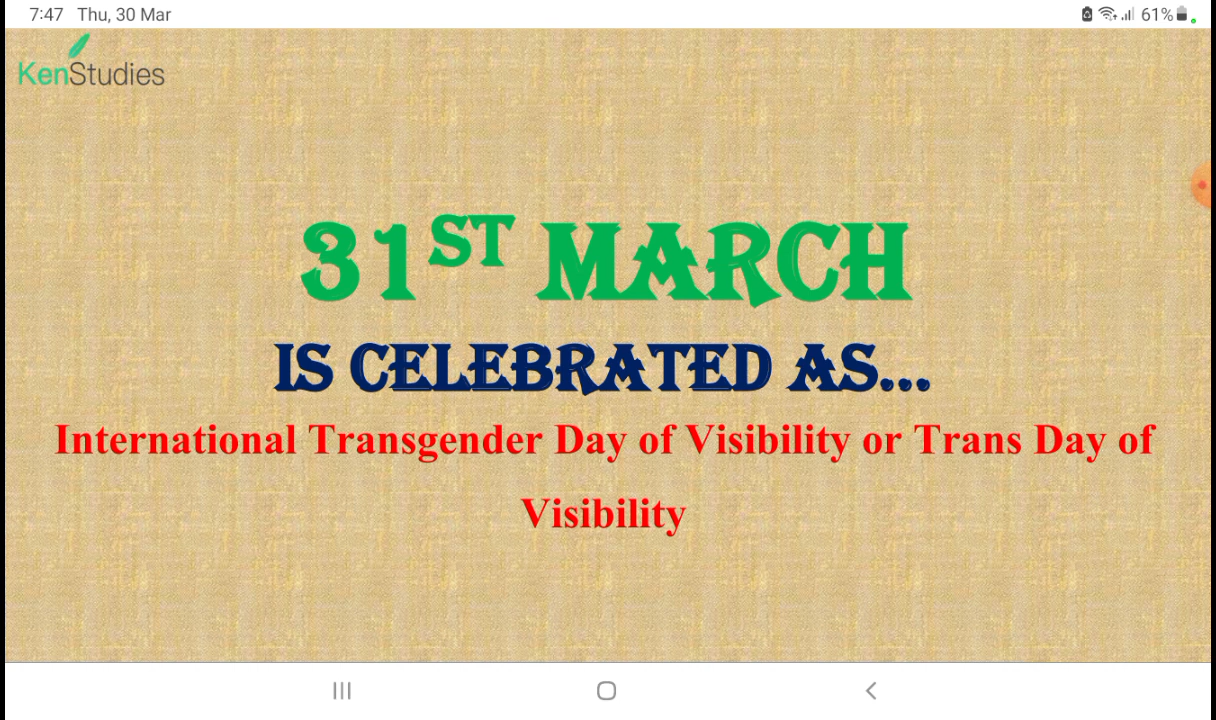 7:47 Thu, 30 Mar
61%
KenStudies
31ST MARCH
IS CELEBRATED AS...
International Transgender Day of Visibility or Trans Day of
Visibility